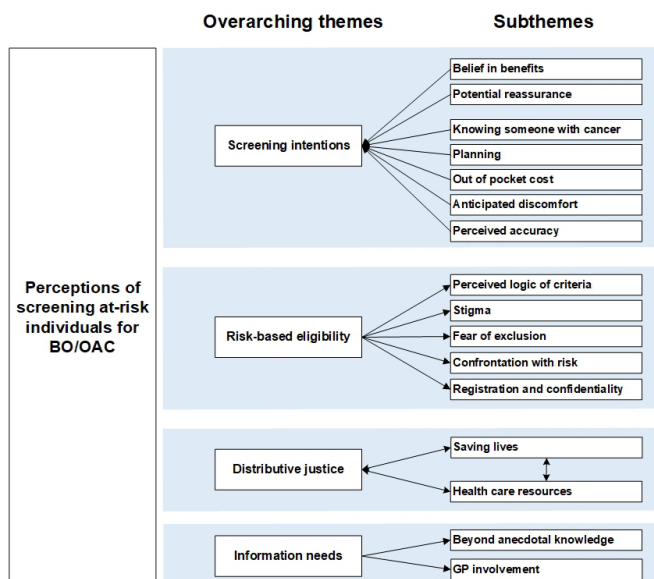 Overarching themes
Subthemes
Perceptions of
screening at-risk
individuals for
BO/OAC
Screening intentions
Belief in benefits
Potential reassurance
Knowing someone with cancer
Planning
Out of pocket cost
Anticipated discomfort
Perceived accuracy
Risk-based eligibility
Perceived logic of criteria
Stigma
Fear of exclusion
Confrontation with risk
Registration and confidentiality
Distributive justice
Saving lives
Health care resources
Information needs
Beyond anecdotal knowledge
GP involvement